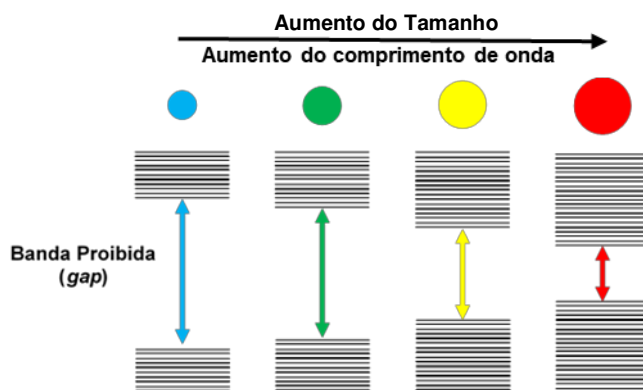 Aumento do Tamanho
Aumento do comprimento de onda
Banda Proibida
(gap)